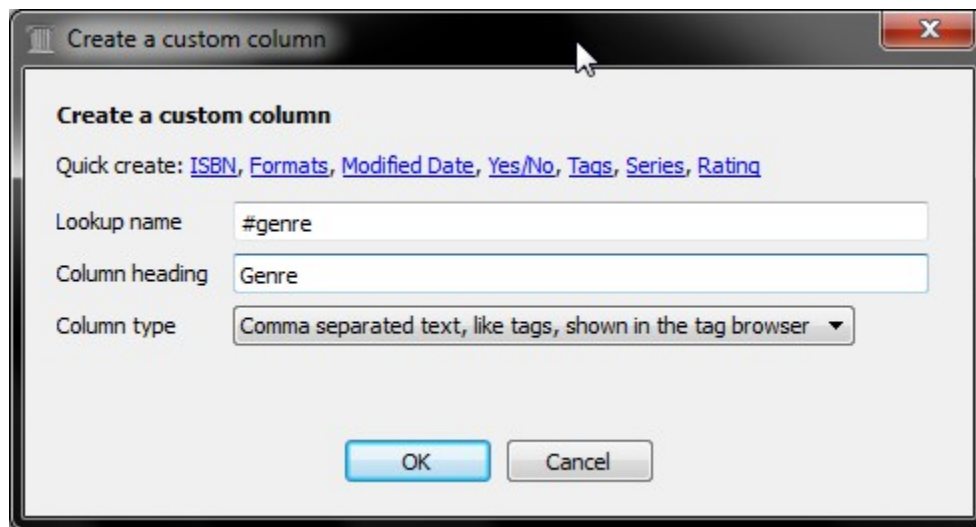 Create a custom column
Create a custom column
Quick create: ISBN, Formats, Modified Date, Yes/No, Tags, Series, Rating
Lookup name #genre
Column heading Genre
Column type Comma separated text, like tags, shown in the tag browser
OK Cancel